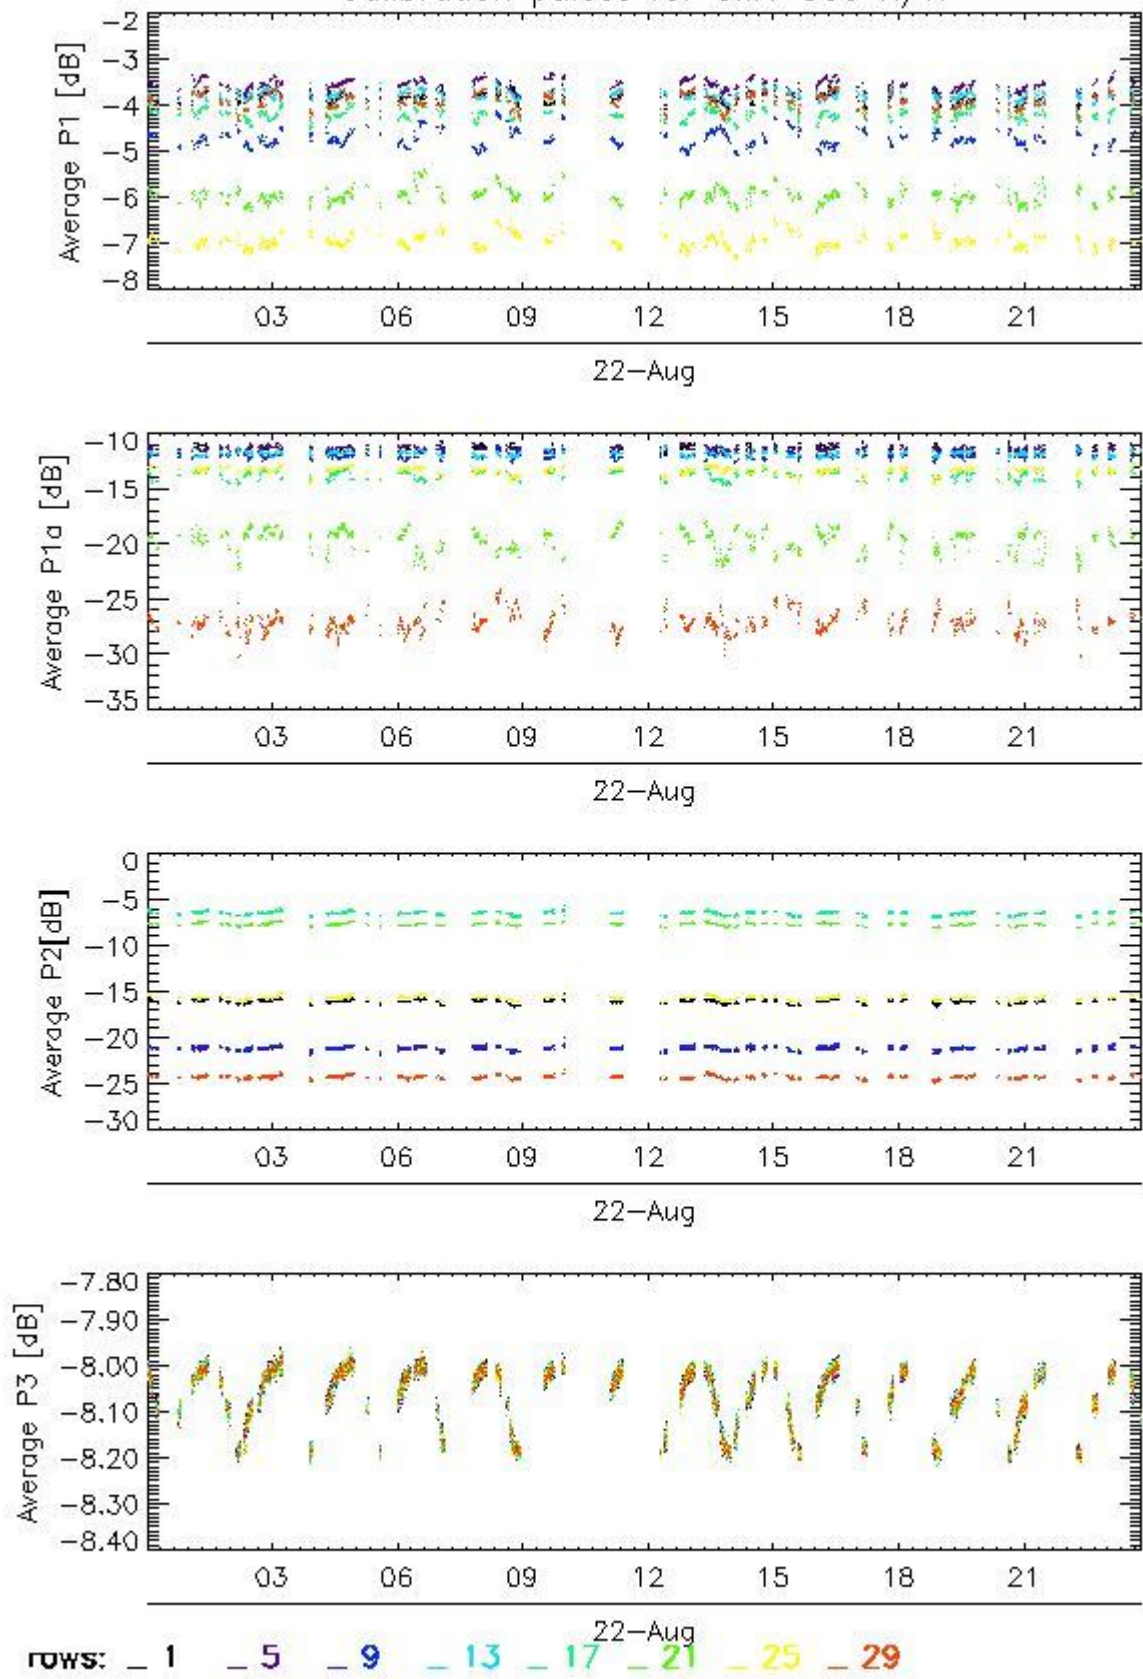 -2
-3
-4
-5
-6
-7
-8
Average P1 [dB]
03 06 09 12 15 18 21
22-Aug
-10
-15
-20
-25
-30
-35
Average P1a [dB]
03 06 09 12 15 18 21
22-Aug
0
-5
-10
-15
-20
-25
-30
Average P2[dB]
03 06 09 12 15 18 21
22-Aug
-7.80
-7.90
-8.00
-8.10
-8.20
-8.30
-8.40
Average P3 [dB]
03 06 09 12 15 18 21
22-Aug
rows: _ 1 _ 5 _ 9 _ 13 _ 17 _ 21 _ 25 _ 29